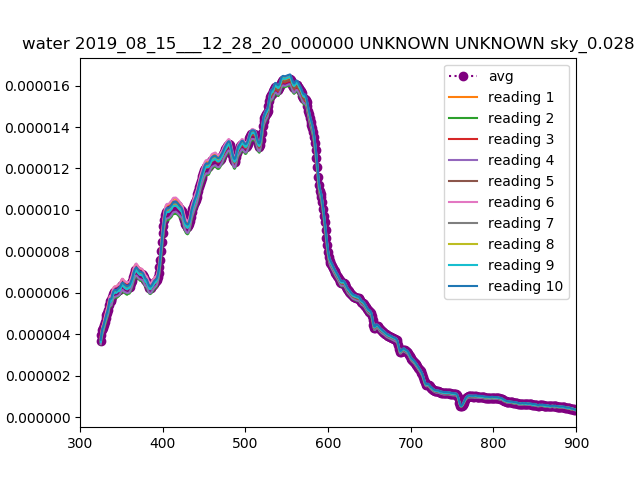 water 2019_08_15___12_28_20_000000 UNKNOWN UNKNOWN sky_0.028
avg
reading 1
reading 2
reading 3
reading 4
reading 5
reading 6
reading 7
reading 8
reading 9
reading 10
0.000016
0.000014
0.000012
0.000010
0.000008
0.000006
0.000004
0.000002
0.000000
300 400 500 600 700 800 900